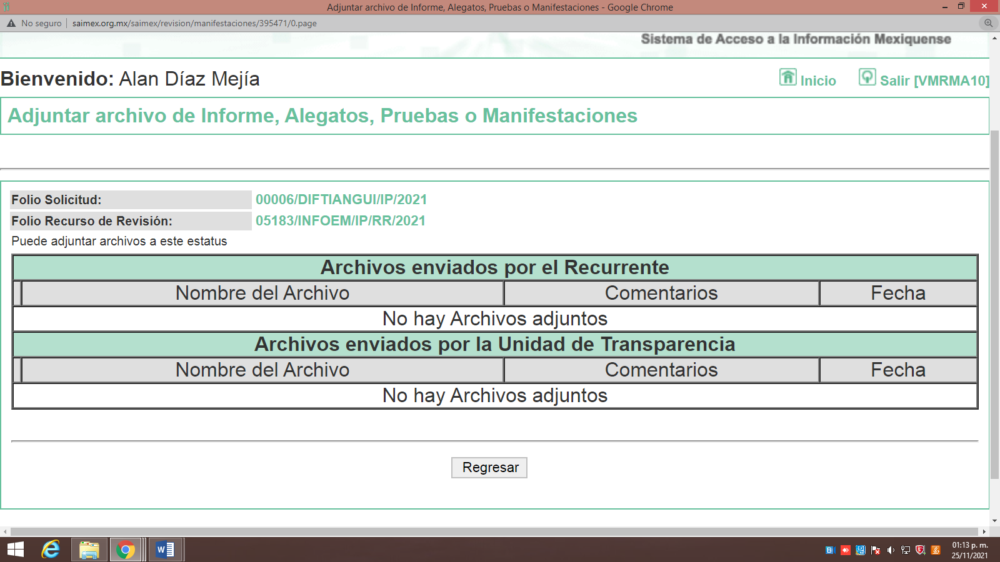 Adjuntar archivo de Informe, Alegatos, Pruebas o Manifestaciones - Google Chrome
No seguro | saimex.org.mx/saimex/revision/manifestaciones/395471/0.page
Sistema de Acceso a la Información Mexiquense
Bienvenido: Alan Díaz Mejía
Inicio Salir [VMRMA10]
Adjuntar archivo de Informe, Alegatos, Pruebas o Manifestaciones
Folio Solicitud: 00006/DIFTIANGUI/IP/2021
Folio Recurso de Revisión: 05183/INFOEM/IP/RR/2021
Puede adjuntar archivos a este estatus
Archivos enviados por el Recurrente
Nombre del Archivo Comentarios Fecha
No hay Archivos adjuntos
Archivos enviados por la Unidad de Transparencia
Nombre del Archivo Comentarios Fecha
No hay Archivos adjuntos
Regresar
01:13 p. m.
25/11/2021